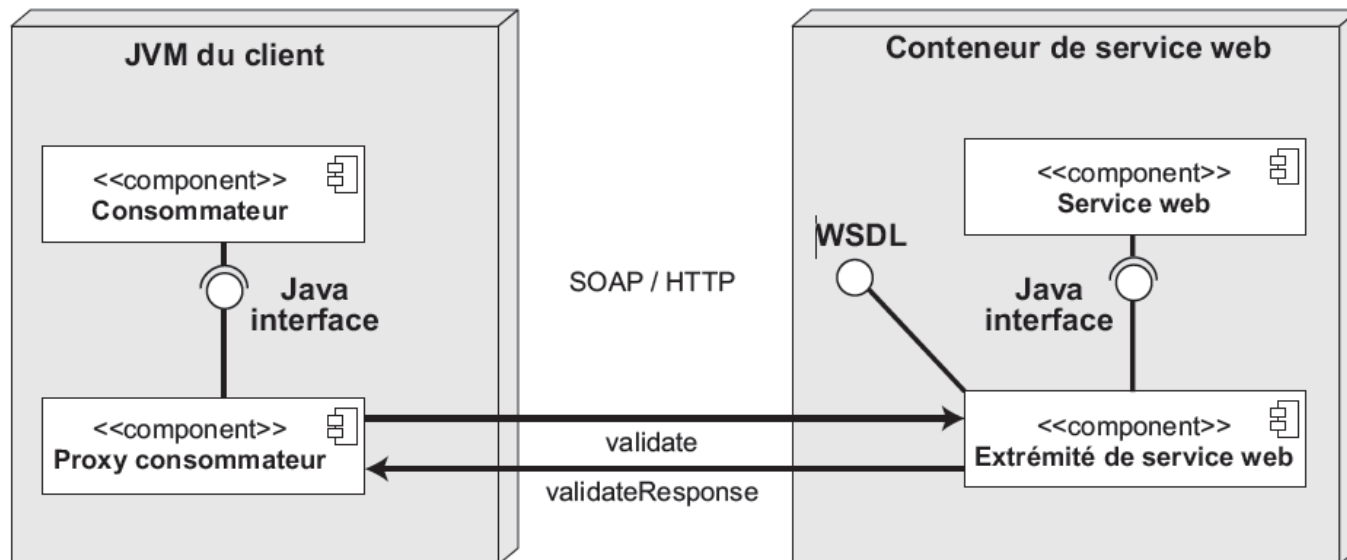 JVM du client
<<component>>
Consommateur
Java
interface
<<component>>
Proxy consommateur
SOAP / HTTP
validate
validateResponse
Conteneur de service web
WSDL
<<component>>
Service web
Java
interface
<<component>>
Extrémité de service web